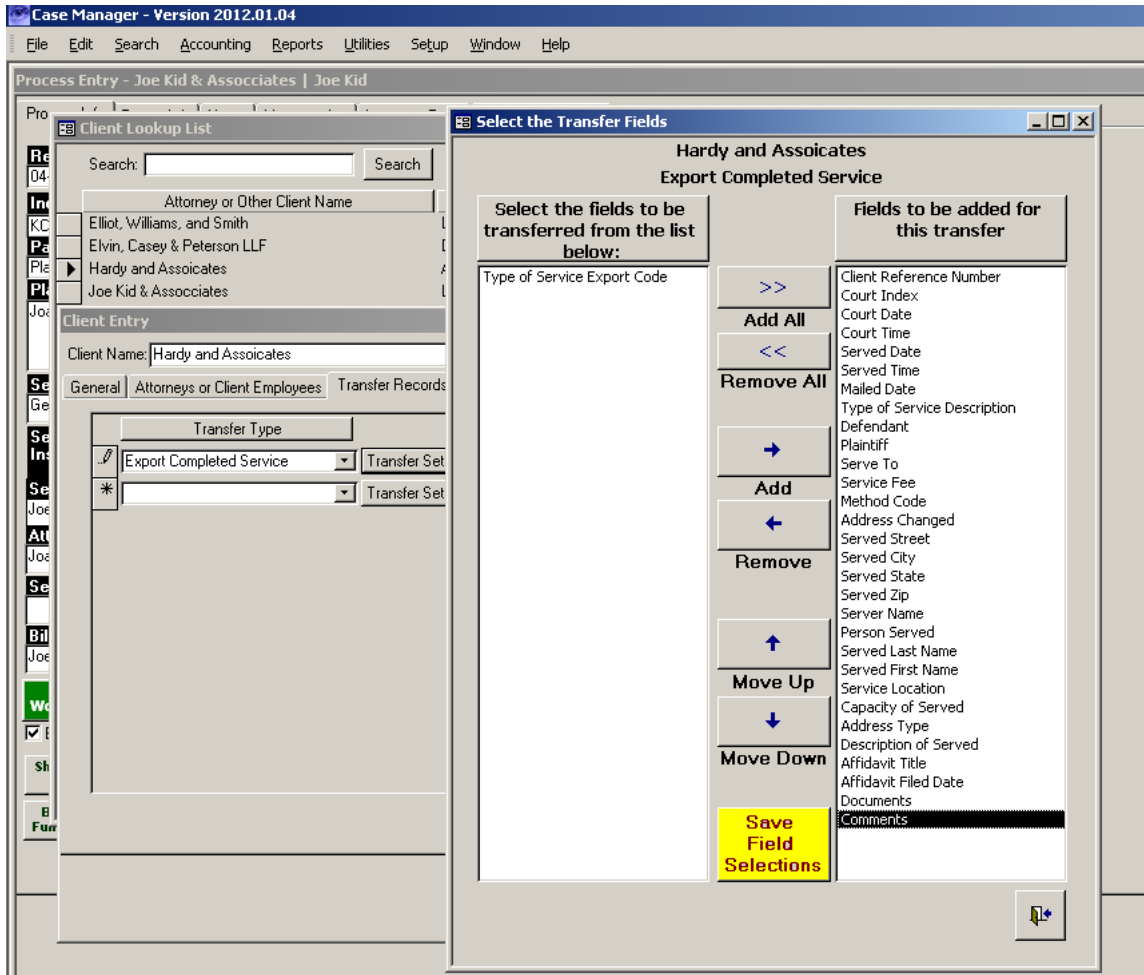 Case Manager - Version 2012.01.04
File Edit Search Accounting Reports Utilities Setup Window Help
Process Entry - Joe Kid & Assocciates | Joe Kid
Client Lookup List
Search:
Search
Attorney or Other Client Name
Elliot, Williams, and Smith
Elvin, Casey & Peterson LLF
Hardy and Assoicates
Joe Kid & Assocciates
Client Entry
Client Name: Hardy and Assoicates
General Attorneys or Client Employees Transfer Records
Transfer Type
Export Completed Service Transfer Set
Transfer Set
Select the Transfer Fields
Hardy and Assoicates
Export Completed Service
Select the fields to be
transferred from the list
below:
Type of Service Export Code
>>
Add All
<<
Remove All
Add
Remove
Move Up
Move Down
Save
Field
Selections
Fields to be added for
this transfer
Client Reference Number
Court Index
Court Date
Court Time
Served Date
Served Time
Mailed Date
Type of Service Description
Defendant
Plaintiff
Serve To
Service Fee
Method Code
Address Changed
Served Street
Served City
Served State
Served Zip
Server Name
Person Served
Served Last Name
Served First Name
Service Location
Capacity of Served
Address Type
Description of Served
Affidavit Title
Affidavit Filed Date
Documents
Comments